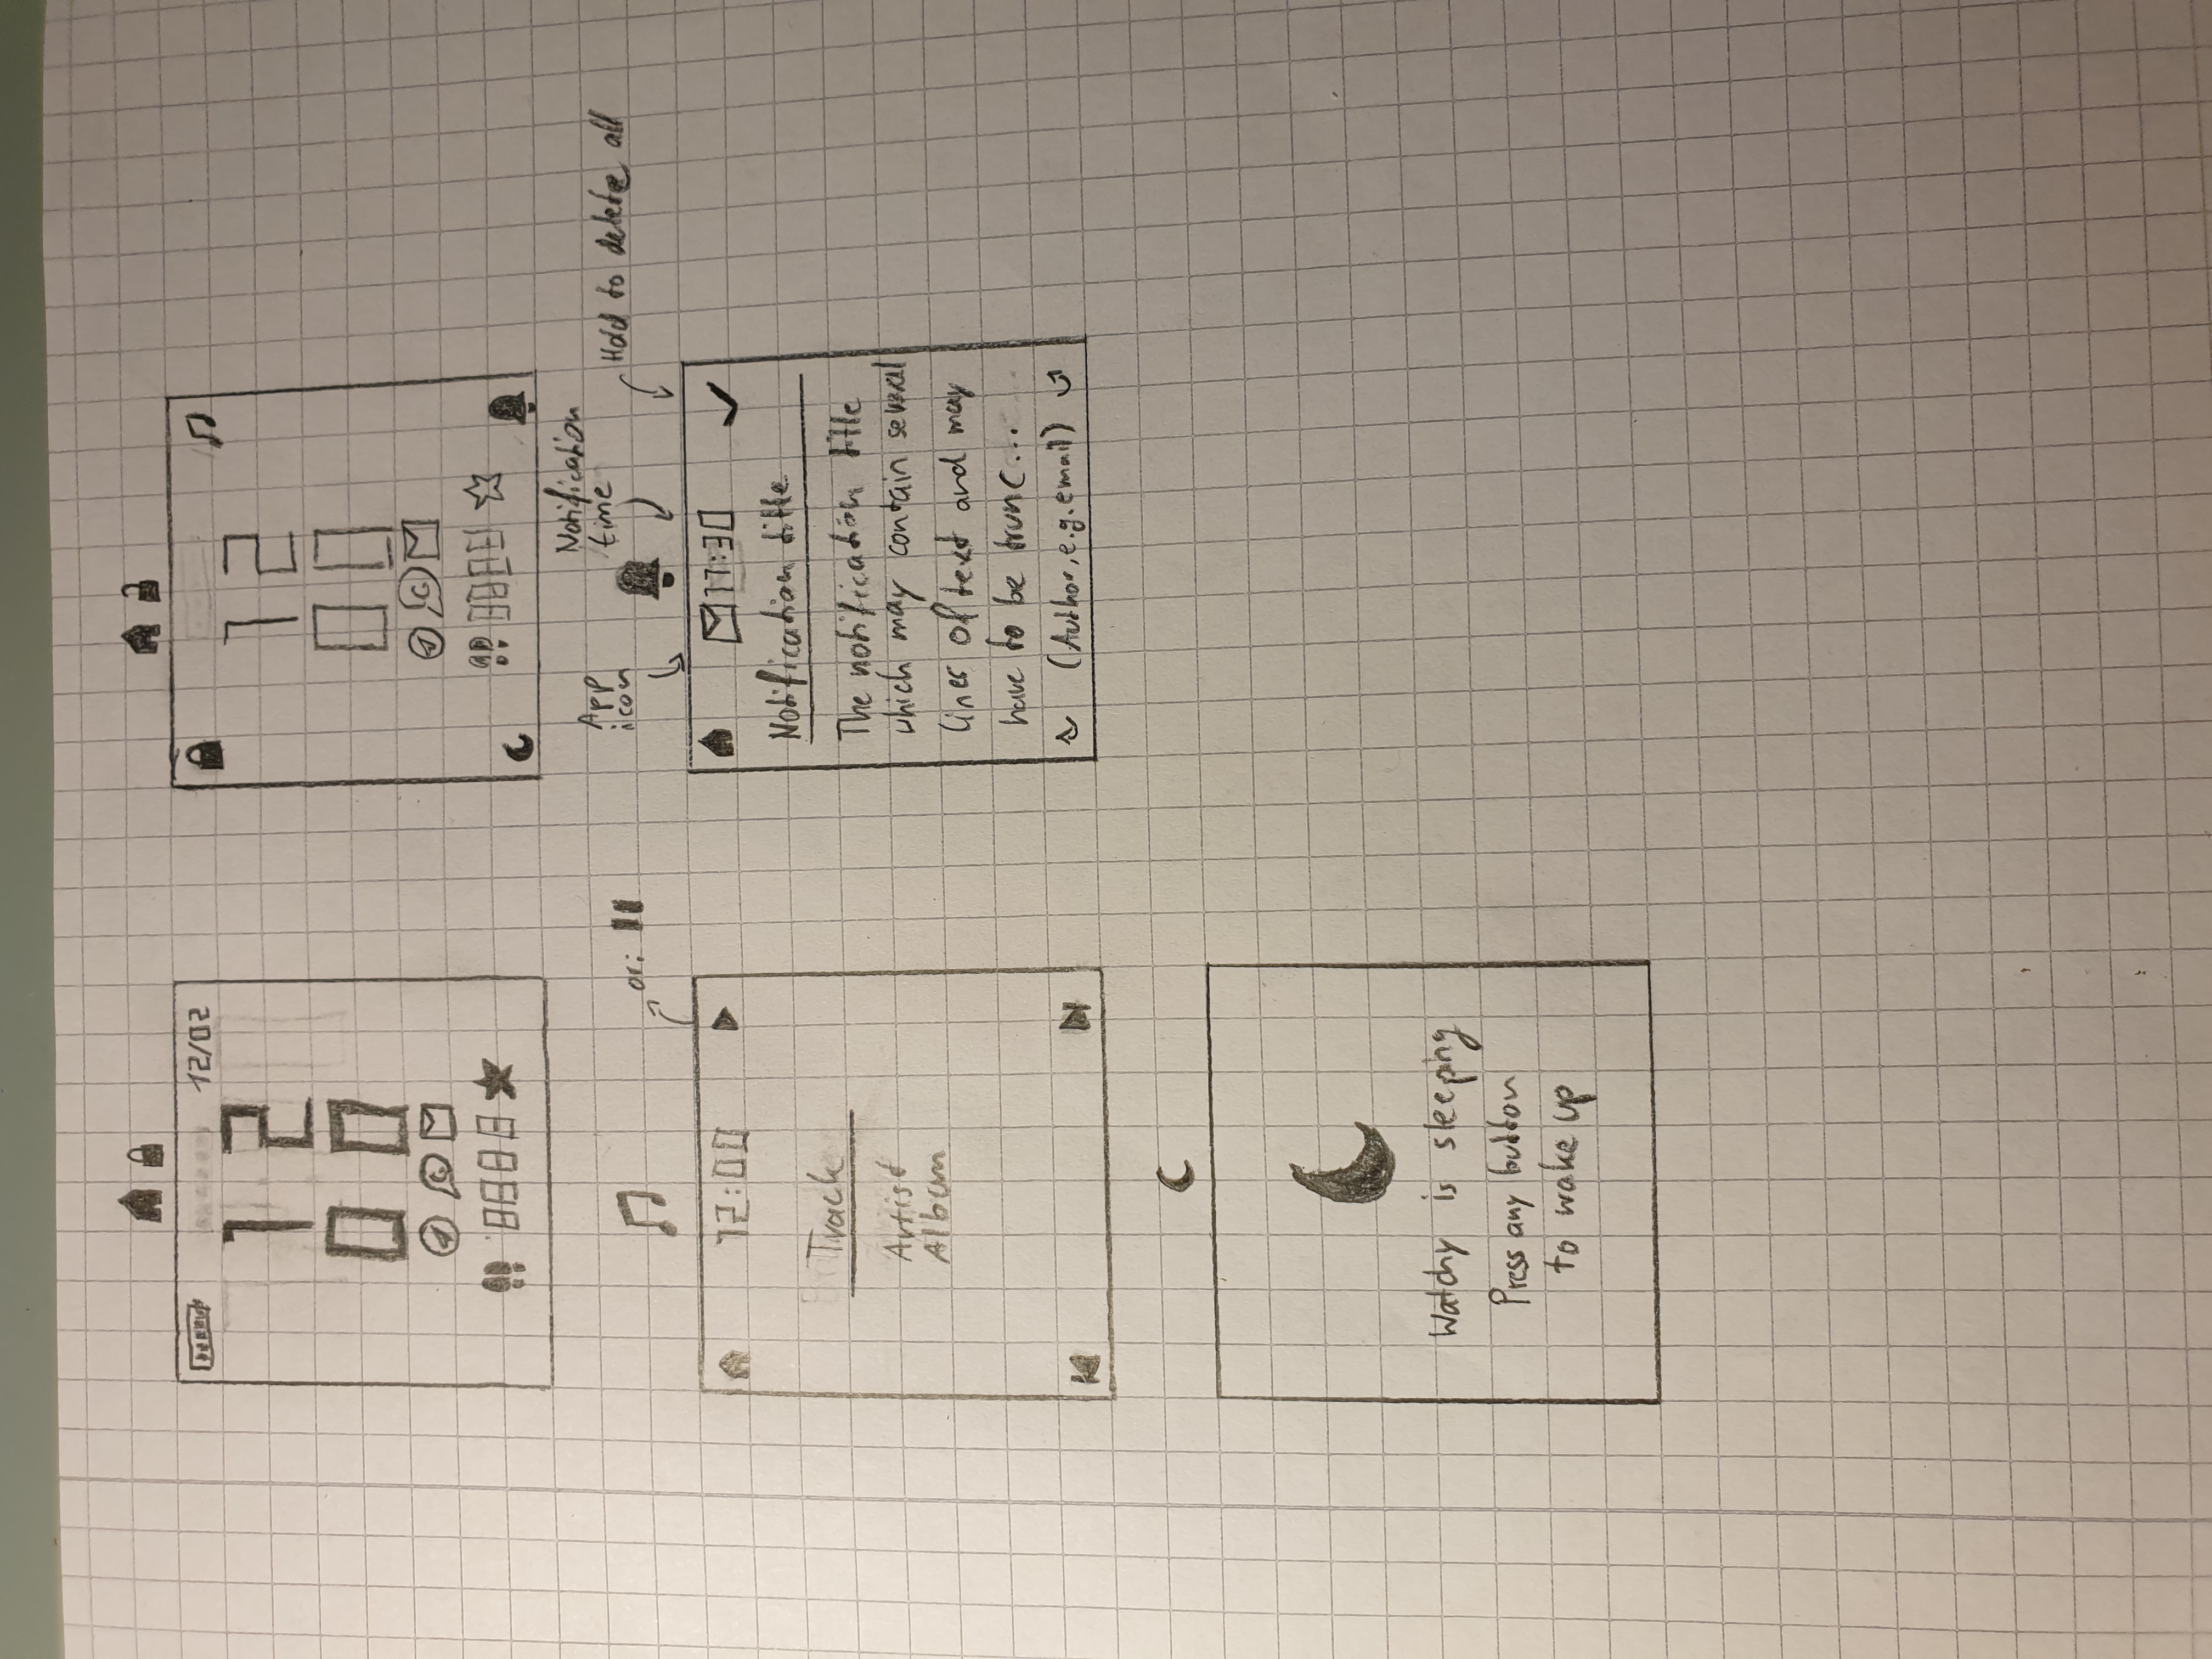 12/02
12
00
8888
12
00
8888
or:
12:00
Track
Artist
Album
App
icon
Notification
time
Hold to delete all
11:30
Notification title
The notification title
which may contain several
lines of text and may
have to be trunc...
(Author, e.g. email)
Watchy is sleeping
Press any button
to wake up